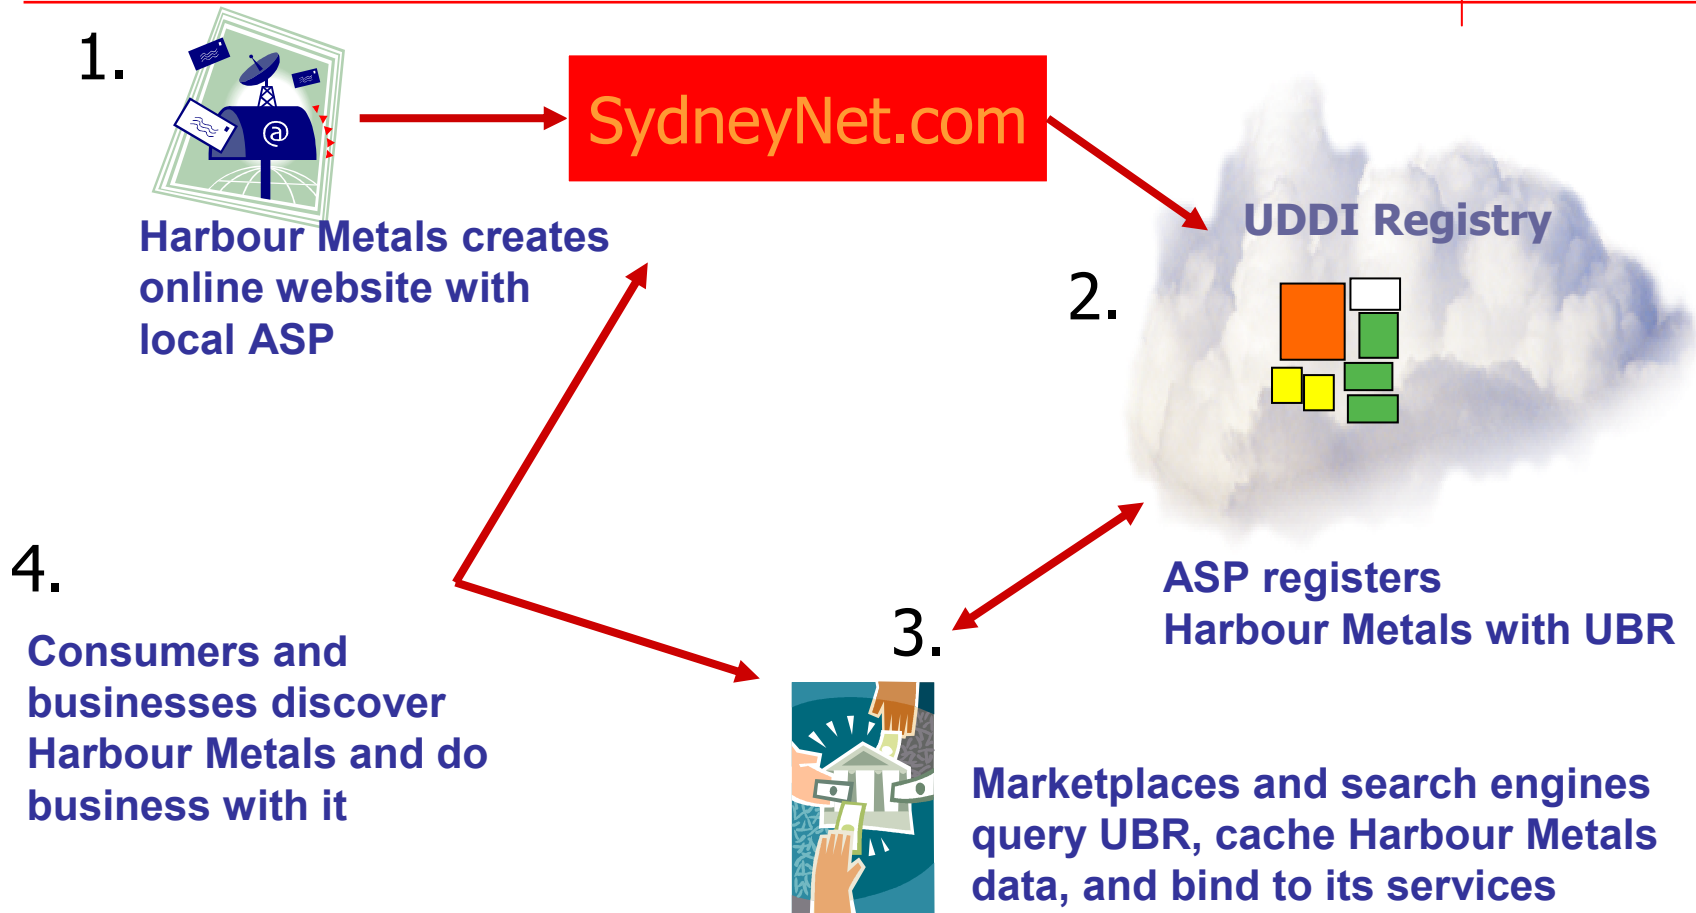 1.
@
SydneyNet.com
Harbour Metals creates
online website with
local ASP
UDDI Registry
2.
ASP registers
Harbour Metals with UBR
3.
Marketplaces and search engines
query UBR, cache Harbour Metals
data, and bind to its services
4.
Consumers and
businesses discover
Harbour Metals and do
business with it